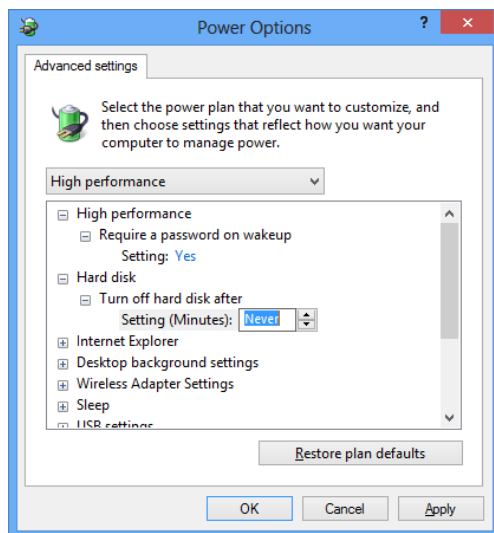 Power Options
?
Advanced settings
Select the power plan that you want to customize, and
then choose settings that reflect how you want your
computer to manage power.
High performance
High performance
Require a password on wakeup
Setting: Yes
Hard disk
Turn off hard disk after
Setting (Minutes): Never
Internet Explorer
Desktop background settings
Wireless Adapter Settings
Sleep
USB settings
Restore plan defaults
OK Cancel Apply